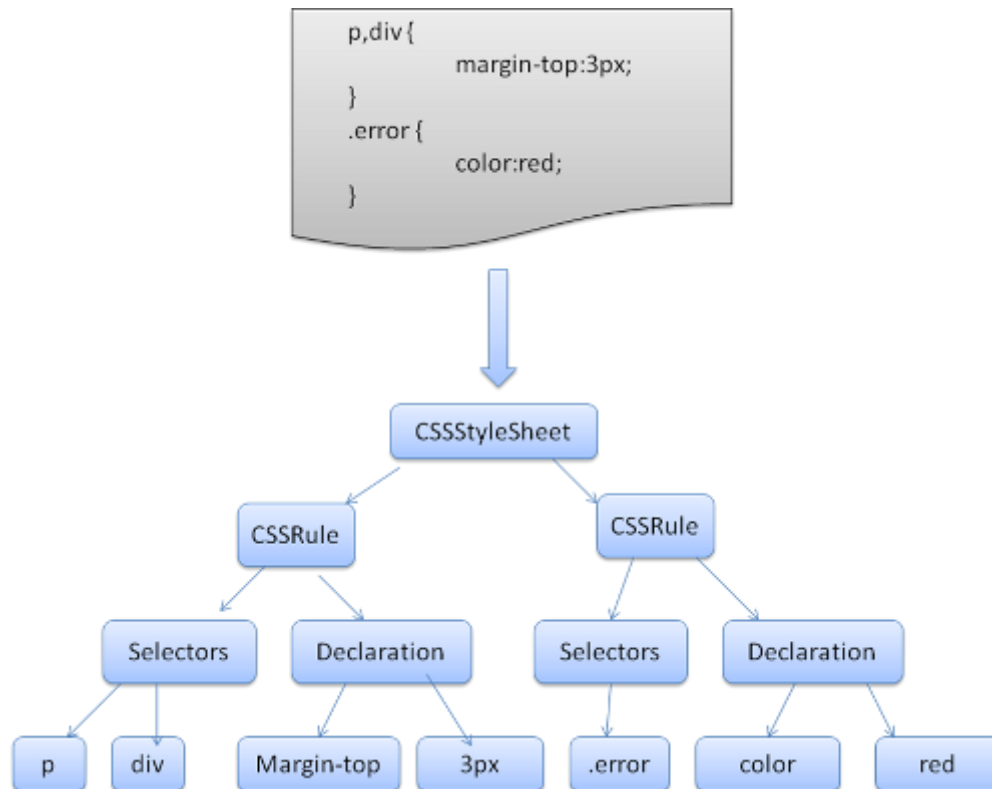 p,div {
margin-top:3px;
}
.error {
color:red;
}
CSSStyleSheet
CSSRule
CSSRule
Selectors
Declaration
Selectors
Declaration
p
div
Margin-top
3px
.error
color
red